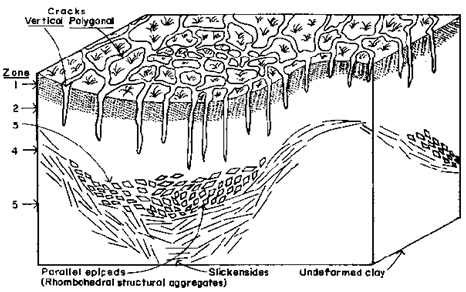 Cracks
Vertical Polygonal
Zone
1
2
3
4
5
Parallel epipeds
(Rhombohedral structural aggregates)
Slickensides
Undeformed clay